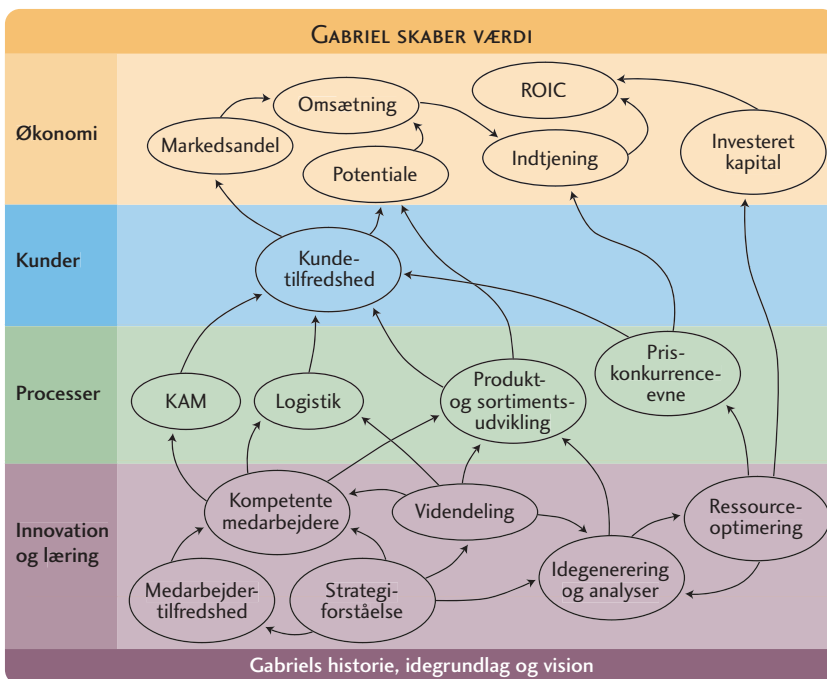 GABRIEL SKABER VÆRDI
Økonomi
Omsætning
ROIC
Markedsandel
Potentiale
Indtjening
Investeret
kapital
Kunder
Kunde-
tilfredshed
Processer
KAM
Logistik
Produkt-
og sortiments-
udvikling
Pris-
konkurrence-
evne
Innovation
og læring
Kompetente
medarbejdere
Videndeling
Ressource-
optimering
Medarbejder-
tilfredshed
Strategi-
forståelse
Idegenerering
og analyser
Gabriels historie, idegrundlag og vision